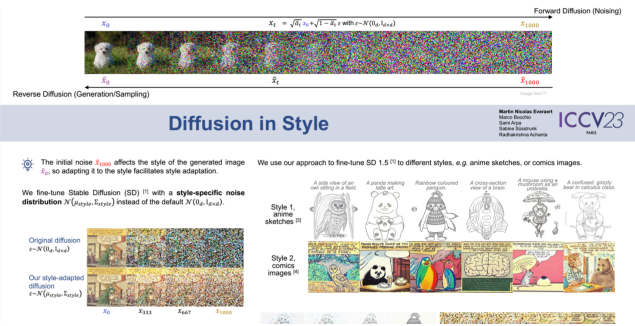 Forward Diffusion (Noising)
x₀
xₜ = √ᾱₜ x₀+√1−ᾱₜ ε with ε~𝒩(0_d, I_d×d)
x₁₀₀₀
x̂₀
x̂ₜ
x̂₁₀₀₀
Reverse Diffusion (Generation/Sampling)
Diffusion in Style
Martin Nicolas Everaert
Marco Bocchio
Sami Arpa
Sabine Süsstrunk
Radhakrishna Achanta
ICCV23
PARIS
The initial noise x̂₁₀₀₀ affects the style of the generated image
x̂₀, so adapting it to the style facilitates style adaptation.
We fine-tune Stable Diffusion (SD) [1] with a style-specific noise
distribution 𝒩(μstyle, Σstyle) instead of the default 𝒩(0_d, I_d×d).
Original diffusion
ε~𝒩(0_d, I_d×d)
Our style-adapted
diffusion
ε~𝒩(μstyle, Σstyle)
x₀
x₃₃₃
x₆₆₇
x₁₀₀₀
We use our approach to fine-tune SD 1.5 [1] to different styles, e.g. anime sketches, or comics images.
A side view of an
owl sitting in a field.
A panda making
latte art.
Rainbow coloured
penguin.
A cross-section
view of a brain.
A mouse using a
mushroom as an
umbrella.
A confused grizzly
bear in calculus class.
Style 1,
anime
sketches [3]
Style 2,
comics
images [4]